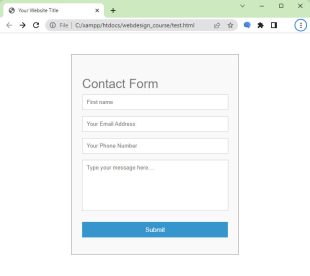 Your Website Title
File
C:/xampp/htdocs/webdesign_course/test.html
Contact Form
First name
Your Email Address
Your Phone Number
Type your message here....
Submit